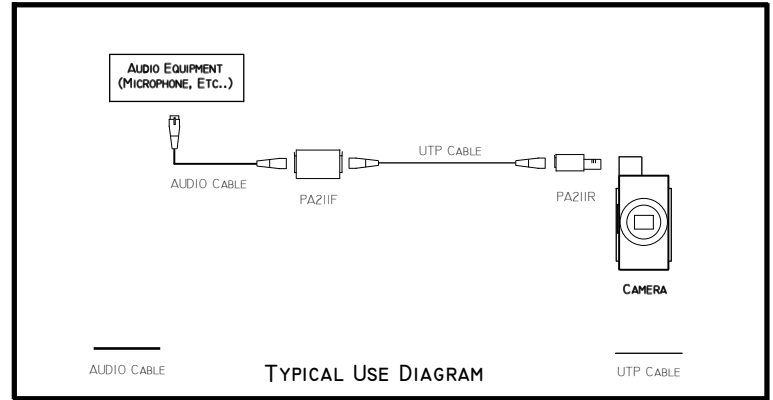 AUDIO EQUIPMENT
(MICROPHONE, ETC..)
UTP CABLE
AUDIO CABLE
PA211F
PA211R
CAMERA
AUDIO CABLE
TYPICAL USE DIAGRAM
UTP CABLE